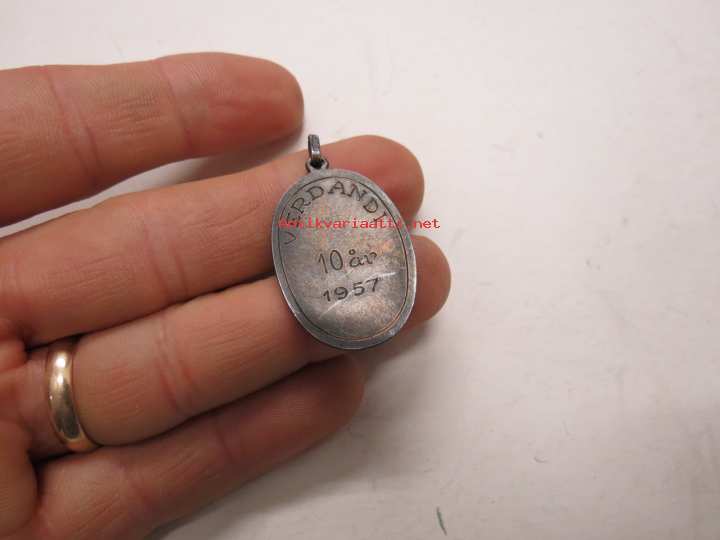 VERDANDI
Antikvariaatti.net
10 år
1957